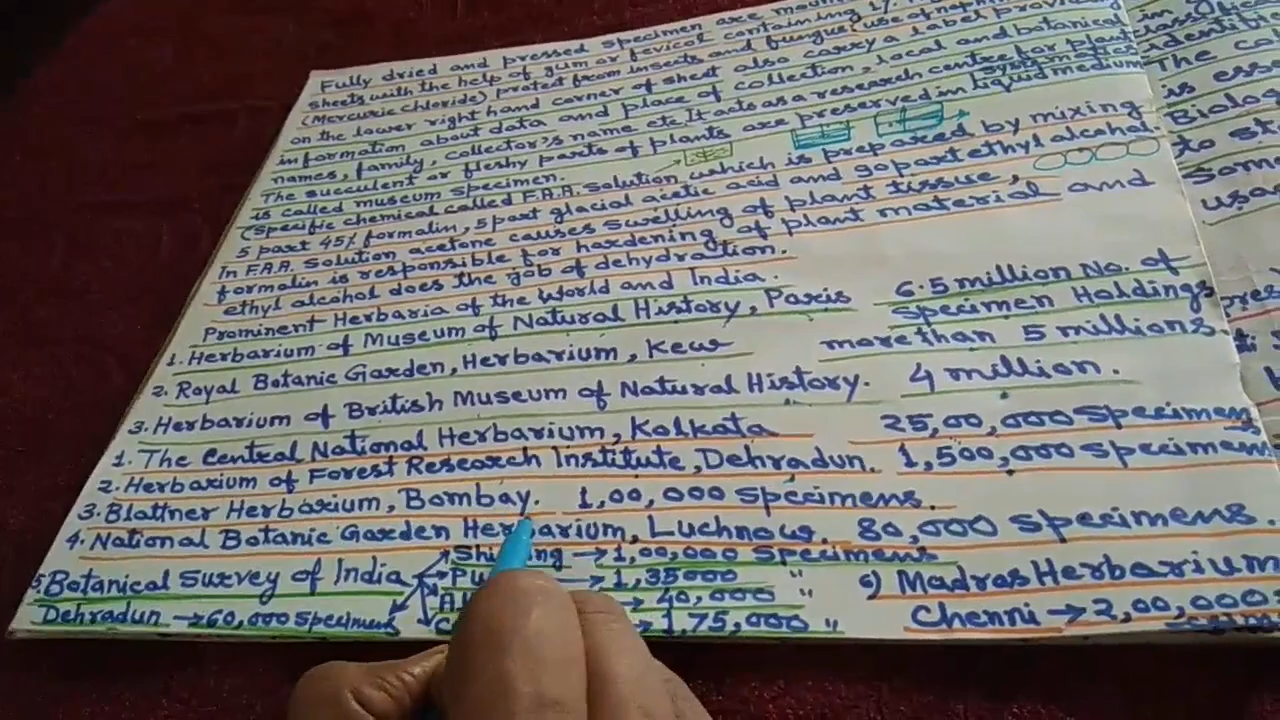 Fully dried and pressed specimen are
sheets with the help of gum or fevicol containing 1%
(Mercuric chloride) protect from insects and fungus (use of
on the lower right hand corner of sheet also carry a label
information about data and place of collection, local and botanical
names, family, collector's name etc. It acts as a research centre for plant
systematics
The succulent or fleshy parts of plants are preserved in liquid medium
is called museum specimen.
(specific chemical called F.A.A. solution which is prepared by mixing
5 part 45% formalin, 5 part glacial acetic acid and 90 part ethyl alcohol.
In F.A.A. solution acetone causes swelling of plant tissue,
formalin is responsible for hardening of plant material and
ethyl alcohol does the job of dehydration.
Prominent Herbaria of the World and India.
1. Herbarium of Museum of Natural History, Paris 6.5 million No. of
specimen Holdings
2. Royal Botanic Garden, Herbarium, Kew more than 5 millions
3. Herbarium of British Museum of Natural History. 4 million.
1. The Central National Herbarium, Kolkata 25,00,000 specimens
2. Herbarium of Forest Research Institute, Dehradun. 1,500,000 specimens
3. Blattner Herbarium, Bombay. 1,00,000 specimens.
4. National Botanic Garden Herbarium, Luchnow. 80,000 specimens.
5. Botanical Survey of India → 1,00,000 specimens
→ 1,35000 "
→ 40,000 "
→ 1,75,000 "
Dehradun → 60,000 specimens
6) Madras Herbarium
Chenni → 2,00,000